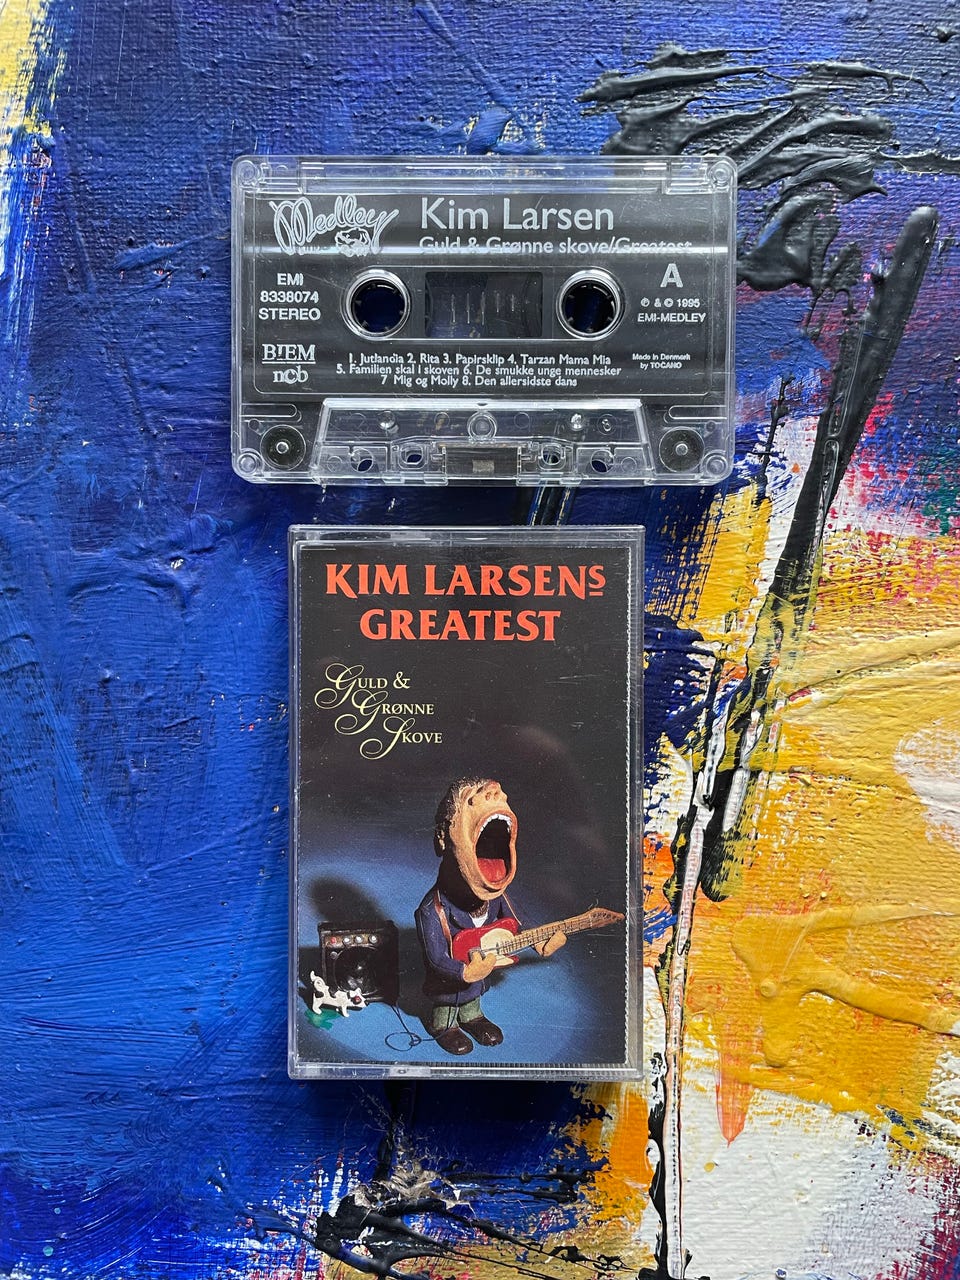 Medley
Kim Larsen
Guld & Grønne skove/Greatest
EMI
8338074
STEREO
A
℗ & © 1995
EMI-MEDLEY
BIEM
ncb
1. Jutlandia 2. Rita 3. Papirsklip 4. Tarzan Mama Mia
5. Familien skal i skoven 6. De smukke unge mennesker
7 Mig og Molly 8. Den allersidste dans
Made in Denmark
by TOCANO
KIM LARSENS
GREATEST
GULD &
GRØNNE
SKOVE